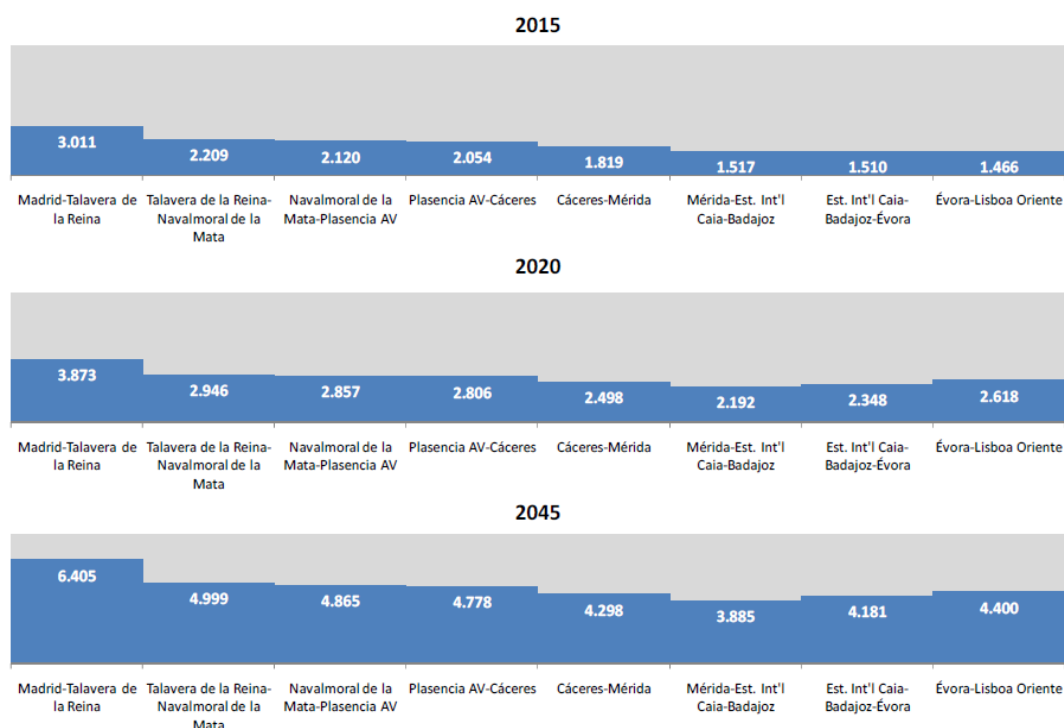 2015
3.011 2.209 2.120 2.054 1.819 1.517 1.510 1.466
Madrid-Talavera de la Reina
Talavera de la Reina-Navalmoral de la Mata
Navalmoral de la Mata-Plasencia AV
Plasencia AV-Cáceres
Cáceres-Mérida
Mérida-Est. Int'l Caia-Badajoz
Est. Int'l Caia-Badajoz-Évora
Évora-Lisboa Oriente
2020
3.873 2.946 2.857 2.806 2.498 2.192 2.348 2.618
Madrid-Talavera de la Reina
Talavera de la Reina-Navalmoral de la Mata
Navalmoral de la Mata-Plasencia AV
Plasencia AV-Cáceres
Cáceres-Mérida
Mérida-Est. Int'l Caia-Badajoz
Est. Int'l Caia-Badajoz-Évora
Évora-Lisboa Oriente
2045
6.405 4.999 4.865 4.778 4.298 3.885 4.181 4.400
Madrid-Talavera de la Reina
Talavera de la Reina-Navalmoral de la Mata
Navalmoral de la Mata-Plasencia AV
Plasencia AV-Cáceres
Cáceres-Mérida
Mérida-Est. Int'l Caia-Badajoz
Est. Int'l Caia-Badajoz-Évora
Évora-Lisboa Oriente